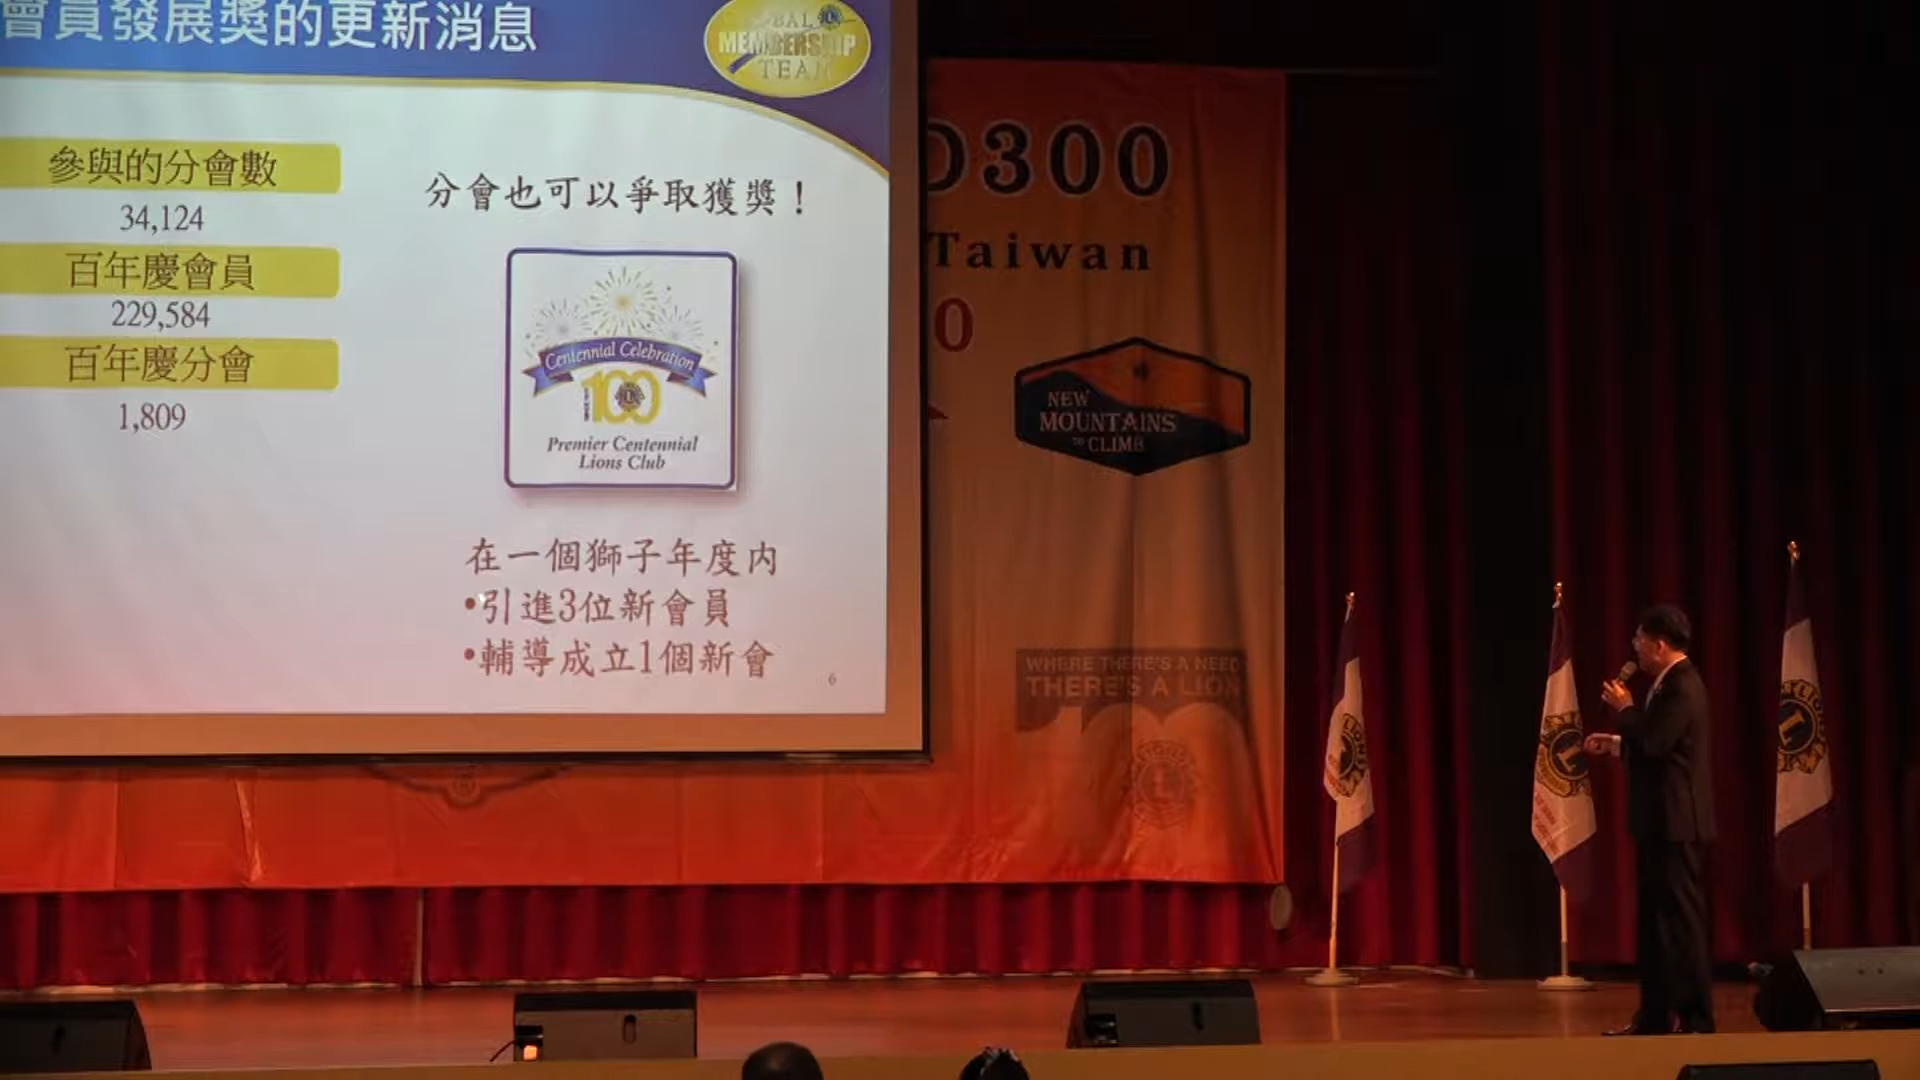 會員發展獎的更新消息
MEMBERSHIP
TEAM
參與的分會數
34,124
百年慶會員
229,584
百年慶分會
1,809
分會也可以爭取獲獎！
Centennial Celebration
100
Premier Centennial
Lions Club
在一個獅子年度內
•引進3位新會員
•輔導成立1個新會
6
D300
Taiwan
0
NEW
MOUNTAINS
TO CLIMB
WHERE THERE'S A NEED
THERE'S A LION